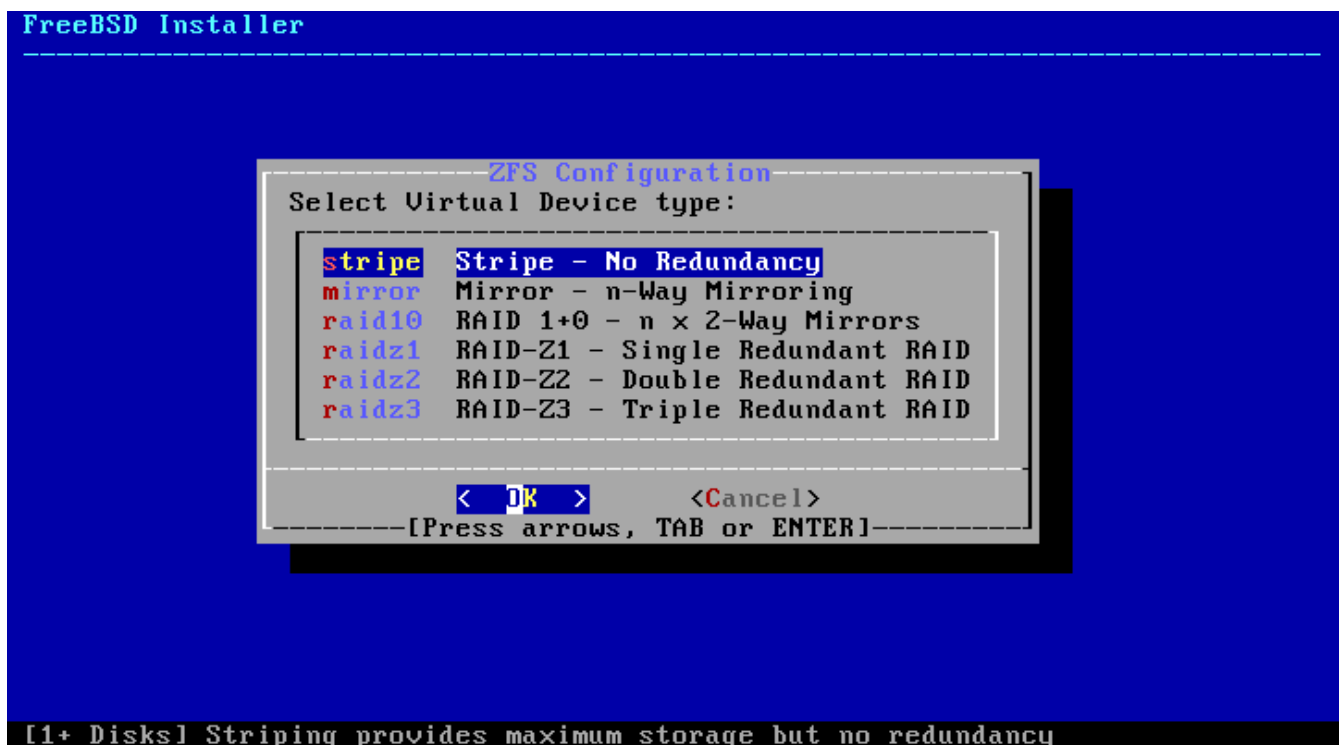 FreeBSD Installer
ZFS Configuration
Select Virtual Device type:
stripe Stripe - No Redundancy
mirror Mirror - n-Way Mirroring
raid10 RAID 1+0 - n x 2-Way Mirrors
raidz1 RAID-Z1 - Single Redundant RAID
raidz2 RAID-Z2 - Double Redundant RAID
raidz3 RAID-Z3 - Triple Redundant RAID
< OK > <Cancel>
[Press arrows, TAB or ENTER]
[1+ Disks] Striping provides maximum storage but no redundancy